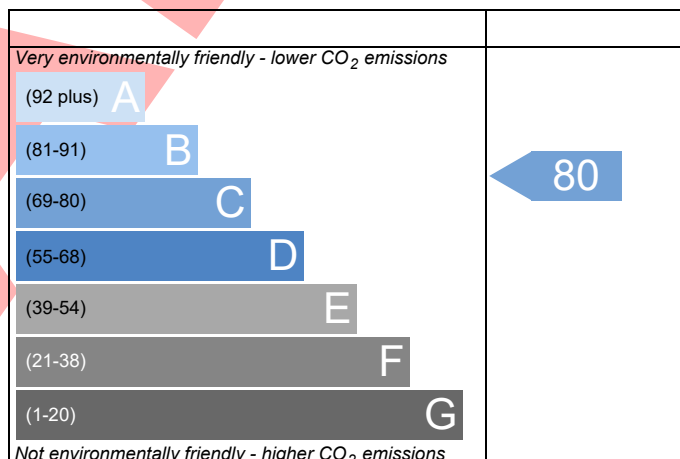 Very environmentally friendly - lower CO₂ emissions
(92 plus) A
(81-91) B
80
(69-80) C
(55-68) D
(39-54) E
(21-38) F
(1-20) G
Not environmentally friendly - higher CO₂ emissions